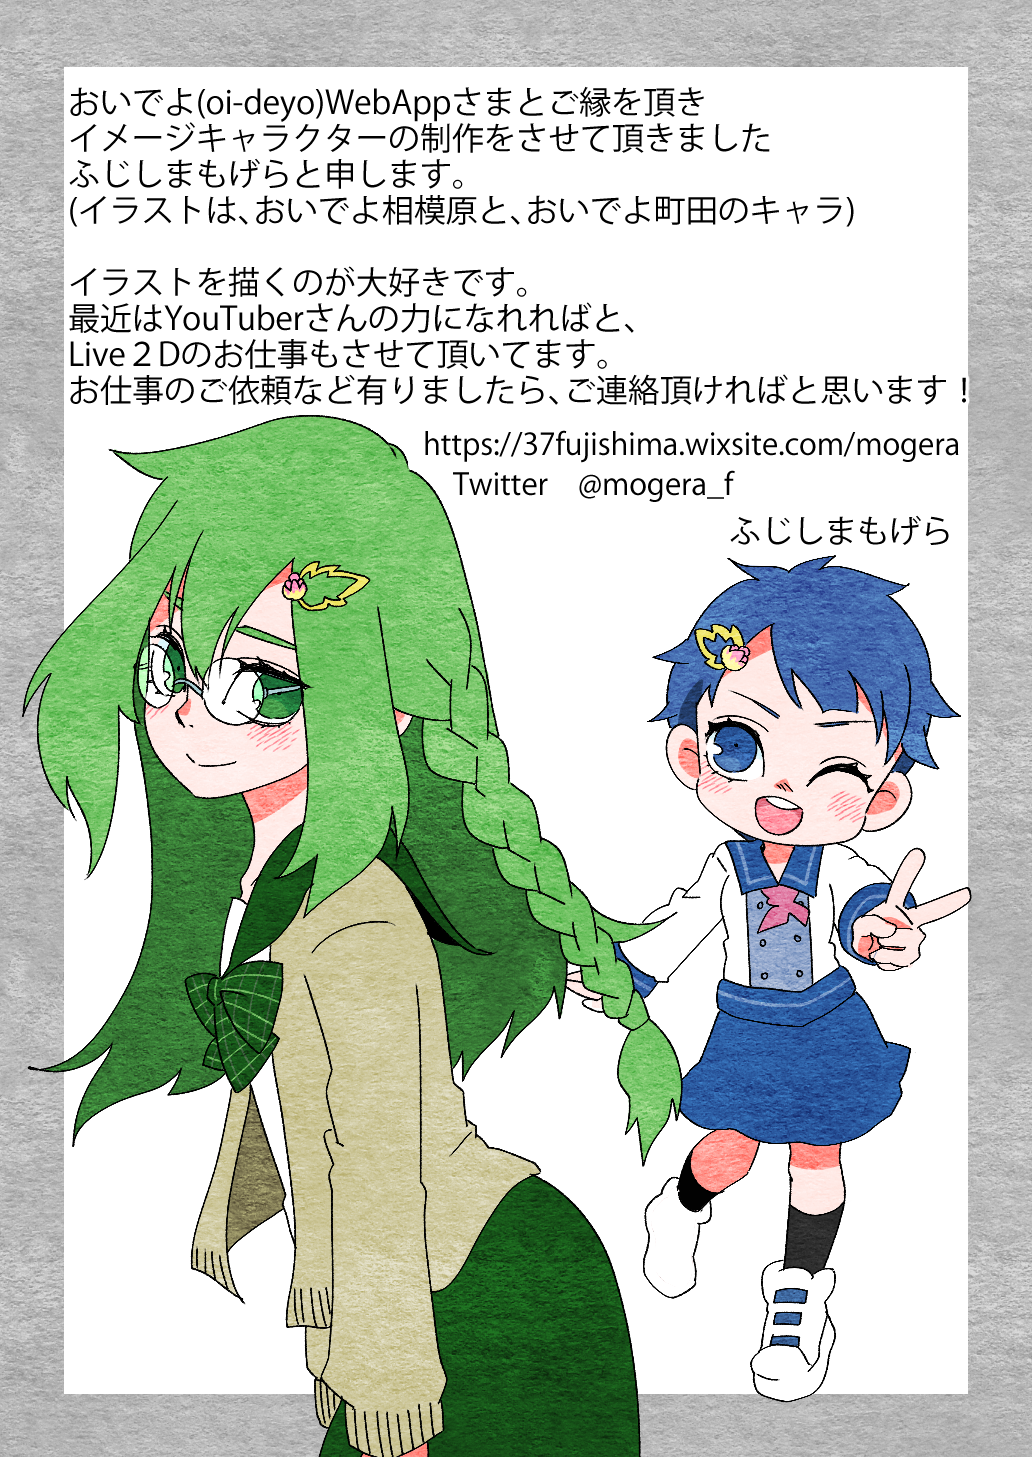 おいでよ(oi-deyo)WebAppさまとご縁を頂き
イメージキャラクターの制作をさせて頂きました
ふじしまもげらと申します。
(イラストは、おいでよ相模原と、おいでよ町田のキャラ)
イラストを描くのが大好きです。
最近はYouTuberさんの力になれればと、
Live２Dのお仕事もさせて頂いてます。
お仕事のご依頼など有りましたら、ご連絡頂ければと思います！
https://37fujishima.wixsite.com/mogera
Twitter　@mogera_f
ふじしまもげら